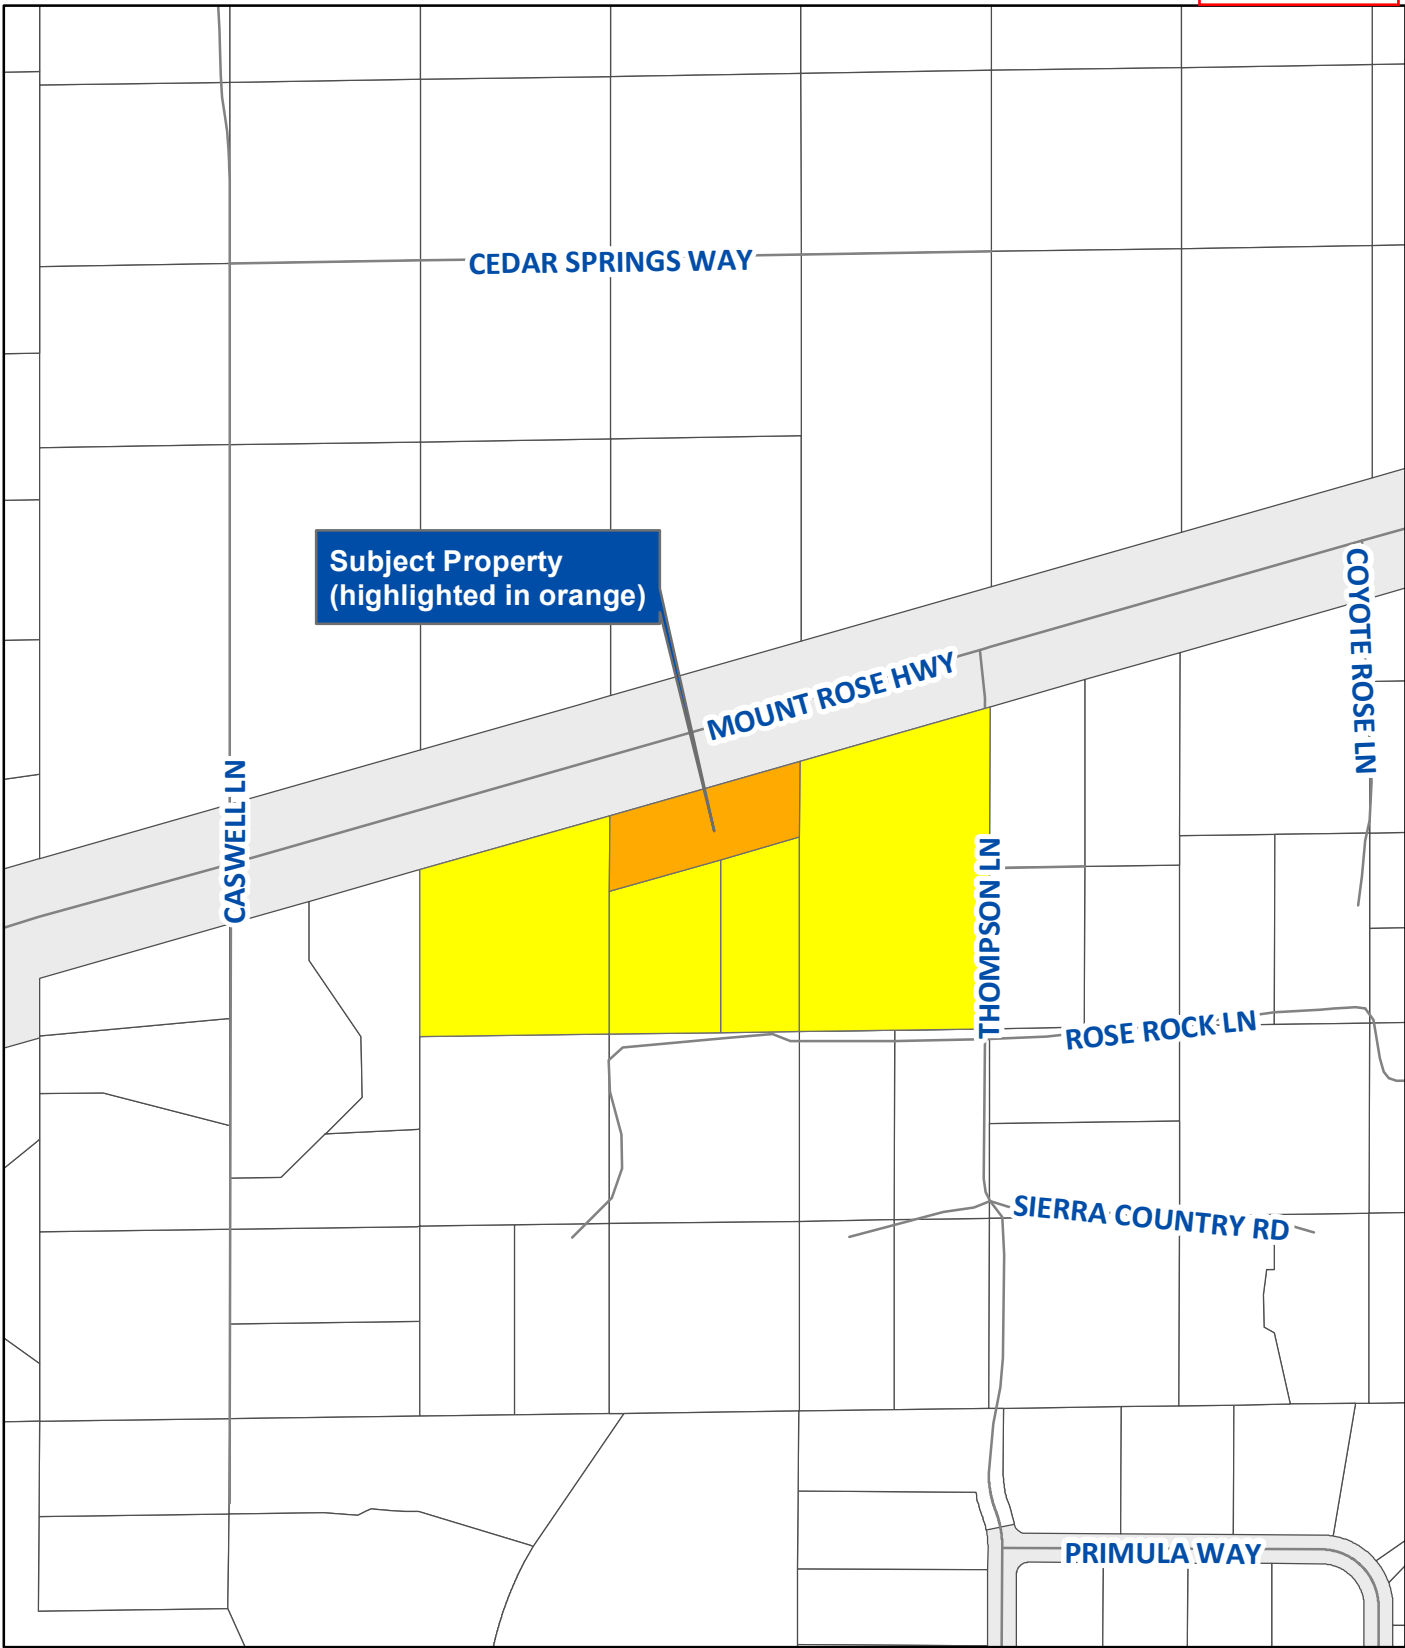 CEDAR SPRINGS WAY
Subject Property
(highlighted in orange)
COYOTE ROSE LN
MOUNT ROSE HWY
CASWELL LN
THOMPSON LN
ROSE ROCK LN
SIERRA COUNTRY RD
PRIMULA WAY